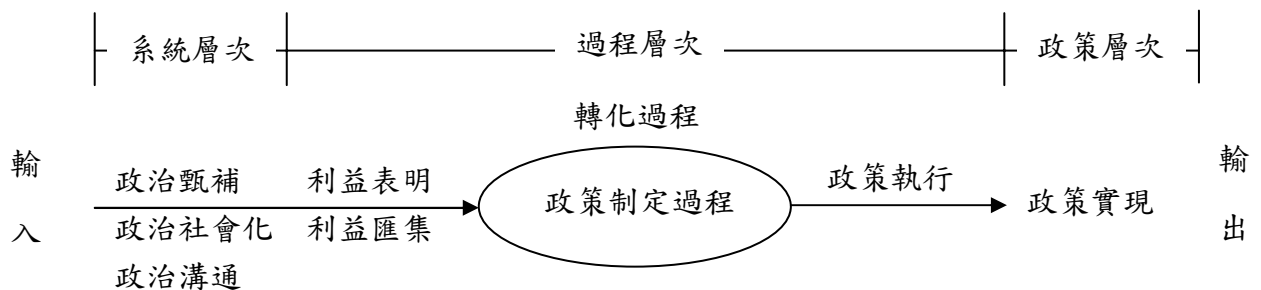 系統層次 過程層次 政策層次
轉化過程
輸入
政治甄補 利益表明
政治社會化 利益匯集
政治溝通
政策制定過程
政策執行
政策實現
輸出